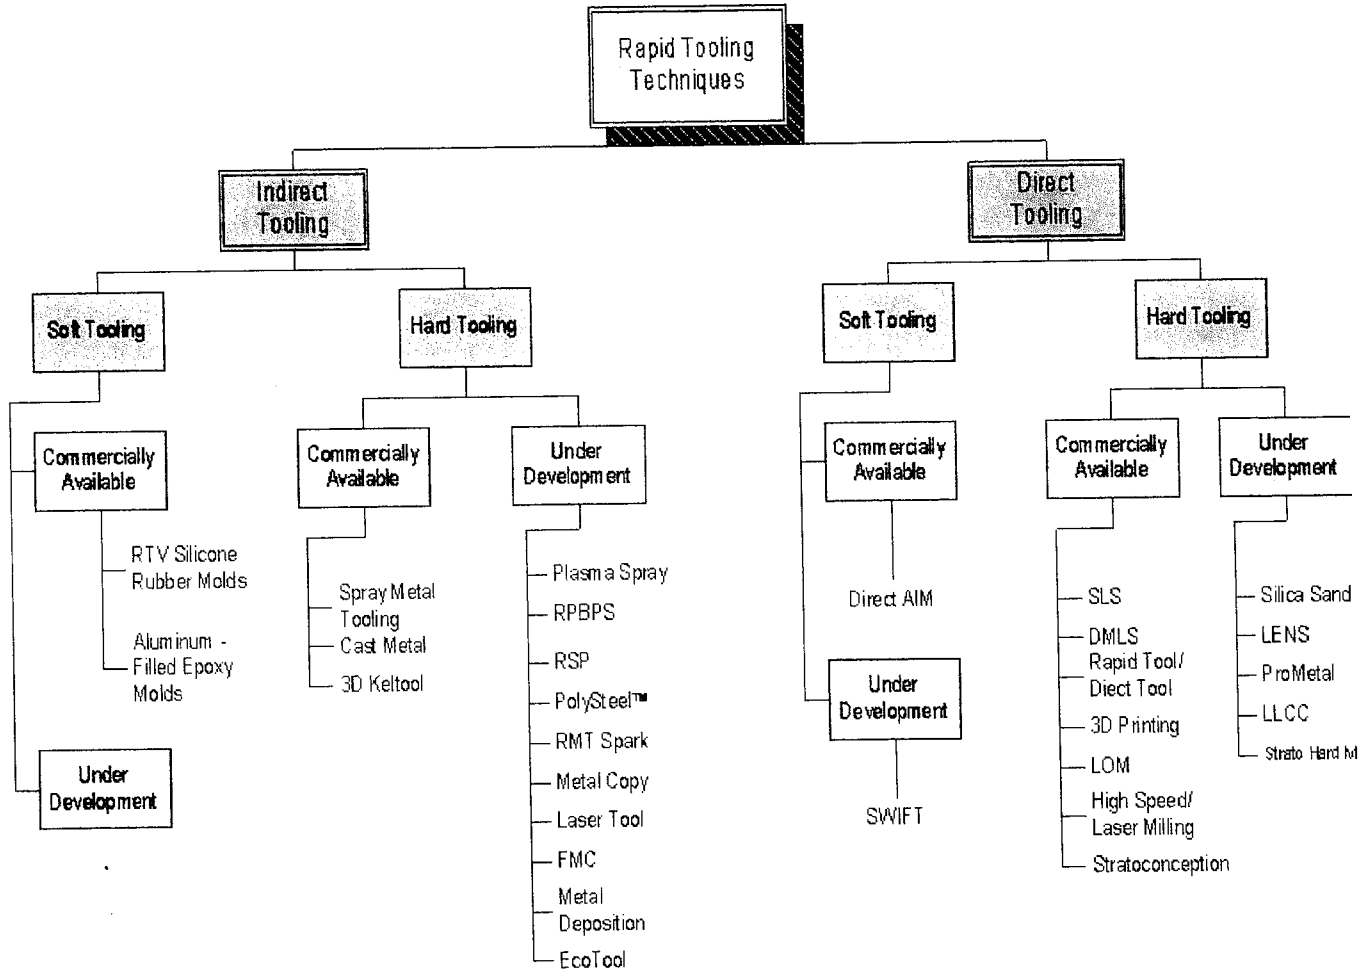 Rapid Tooling
Techniques
Indirect
Tooling
Direct
Tooling
Soft Tooling
Hard Tooling
Soft Tooling
Hard Tooling
Commercially
Available
RTV Silicone
Rubber Molds
Aluminum -
Filled Epoxy
Molds
Under
Development
Commercially
Available
Spray Metal
Tooling
Cast Metal
3D Keltool
Under
Development
Plasma Spray
RPBPS
RSP
PolySteel™
RMT Spark
Metal Copy
Laser Tool
FMC
Metal
Deposition
EcoTool
Commercially
Available
Direct AIM
Under
Development
SWIFT
Commercially
Available
SLS
DMLS
Rapid Tool/
Diect Tool
3D Printing
LOM
High Speed/
Laser Milling
Stratoconception
Under
Development
Silica Sand
LENS
ProMetal
LLCC
Strato Hard M